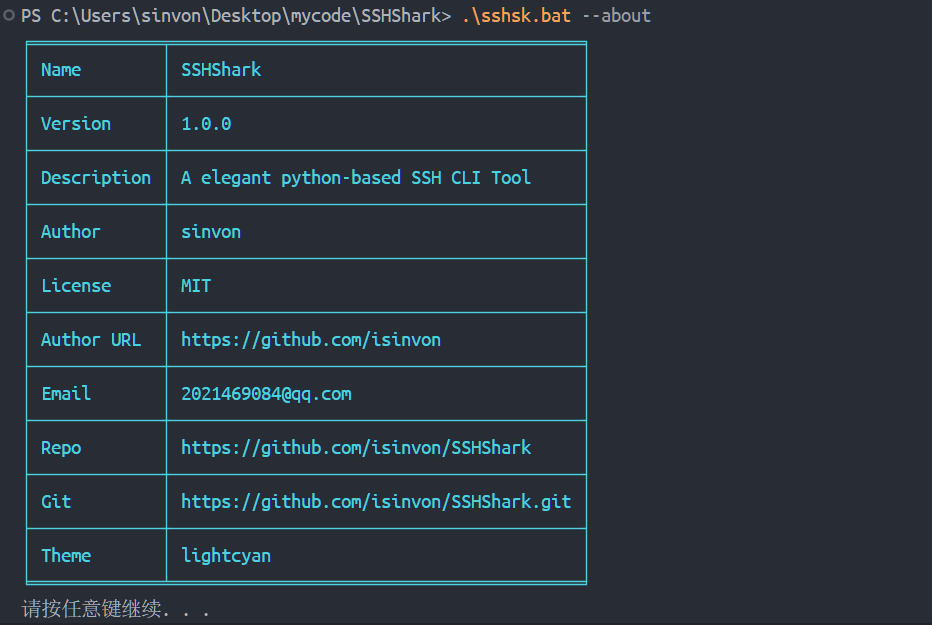 PS C:\Users\sinvon\Desktop\mycode\SSHShark> .\sshsk.bat --about
Name SSHShark
Version 1.0.0
Description A elegant python-based SSH CLI Tool
Author sinvon
License MIT
Author URL https://github.com/isinvon
Email 2021469084@qq.com
Repo https://github.com/isinvon/SSHShark
Git https://github.com/isinvon/SSHShark.git
Theme lightcyan
请按任意键继续. . .